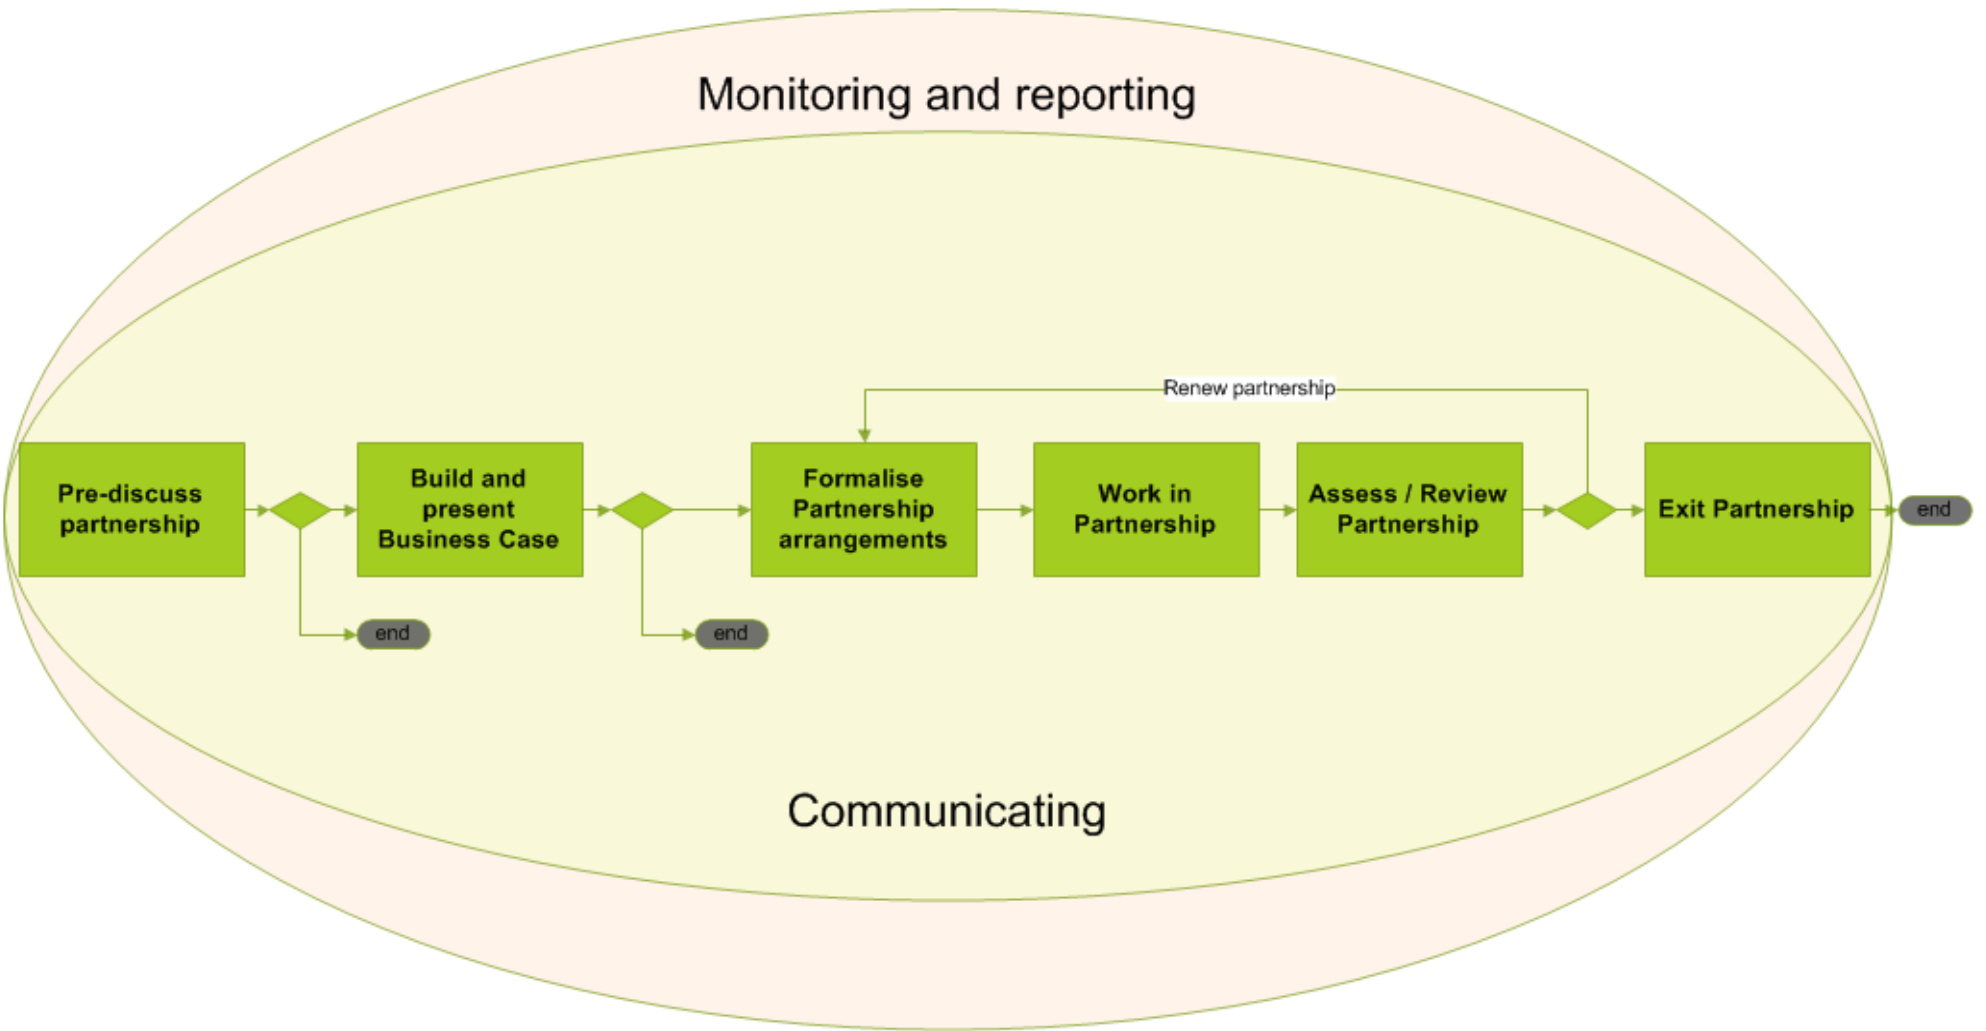 Monitoring and reporting
Renew partnership
Pre-discuss
partnership
Build and
present
Business Case
Formalise
Partnership
arrangements
Work in
Partnership
Assess / Review
Partnership
Exit Partnership
end
end
end
Communicating